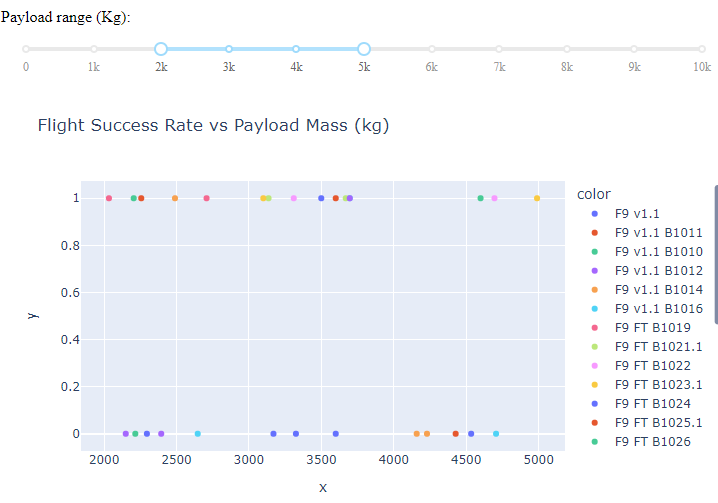 Payload range (Kg):
0 1k 2k 3k 4k 5k 6k 7k 8k 9k 10k
Flight Success Rate vs Payload Mass (kg)
1
0.8
0.6
0.4
0.2
0
y
2000 2500 3000 3500 4000 4500 5000
x
color
F9 v1.1
F9 v1.1 B1011
F9 v1.1 B1010
F9 v1.1 B1012
F9 v1.1 B1014
F9 v1.1 B1016
F9 FT B1019
F9 FT B1021.1
F9 FT B1022
F9 FT B1023.1
F9 FT B1024
F9 FT B1025.1
F9 FT B1026